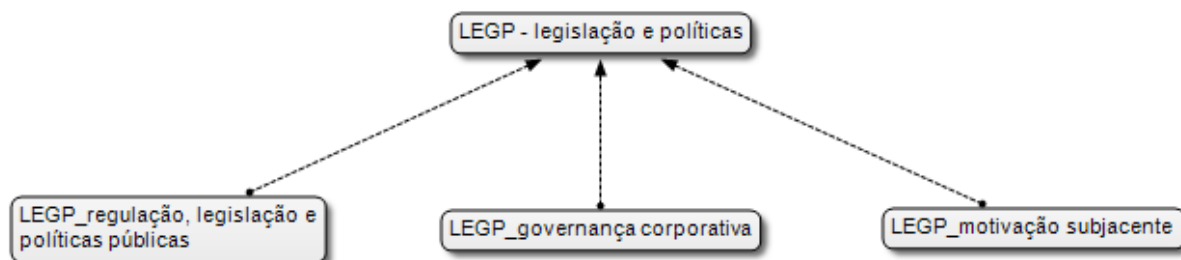 LEGP - legislação e políticas
LEGP_regulação, legislação e
políticas públicas
LEGP_governança corporativa
LEGP_motivação subjacente